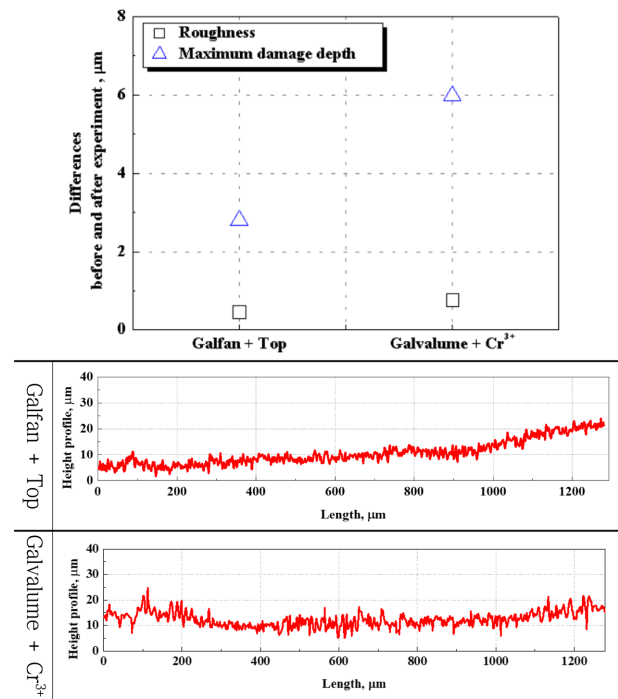 8
6
4
2
0
Differences
before and after experiment , μm
Roughness
Maximum damage depth
Galfan + Top
Galvalume + Cr³⁺
Galfan + Top
Height profile, μm
40
30
20
10
0
0 200 400 600 800 1000 1200
Length, μm
Galvalume + Cr³⁺
Height profile, μm
40
30
20
10
0
0 200 400 600 800 1000 1200
Length, μm